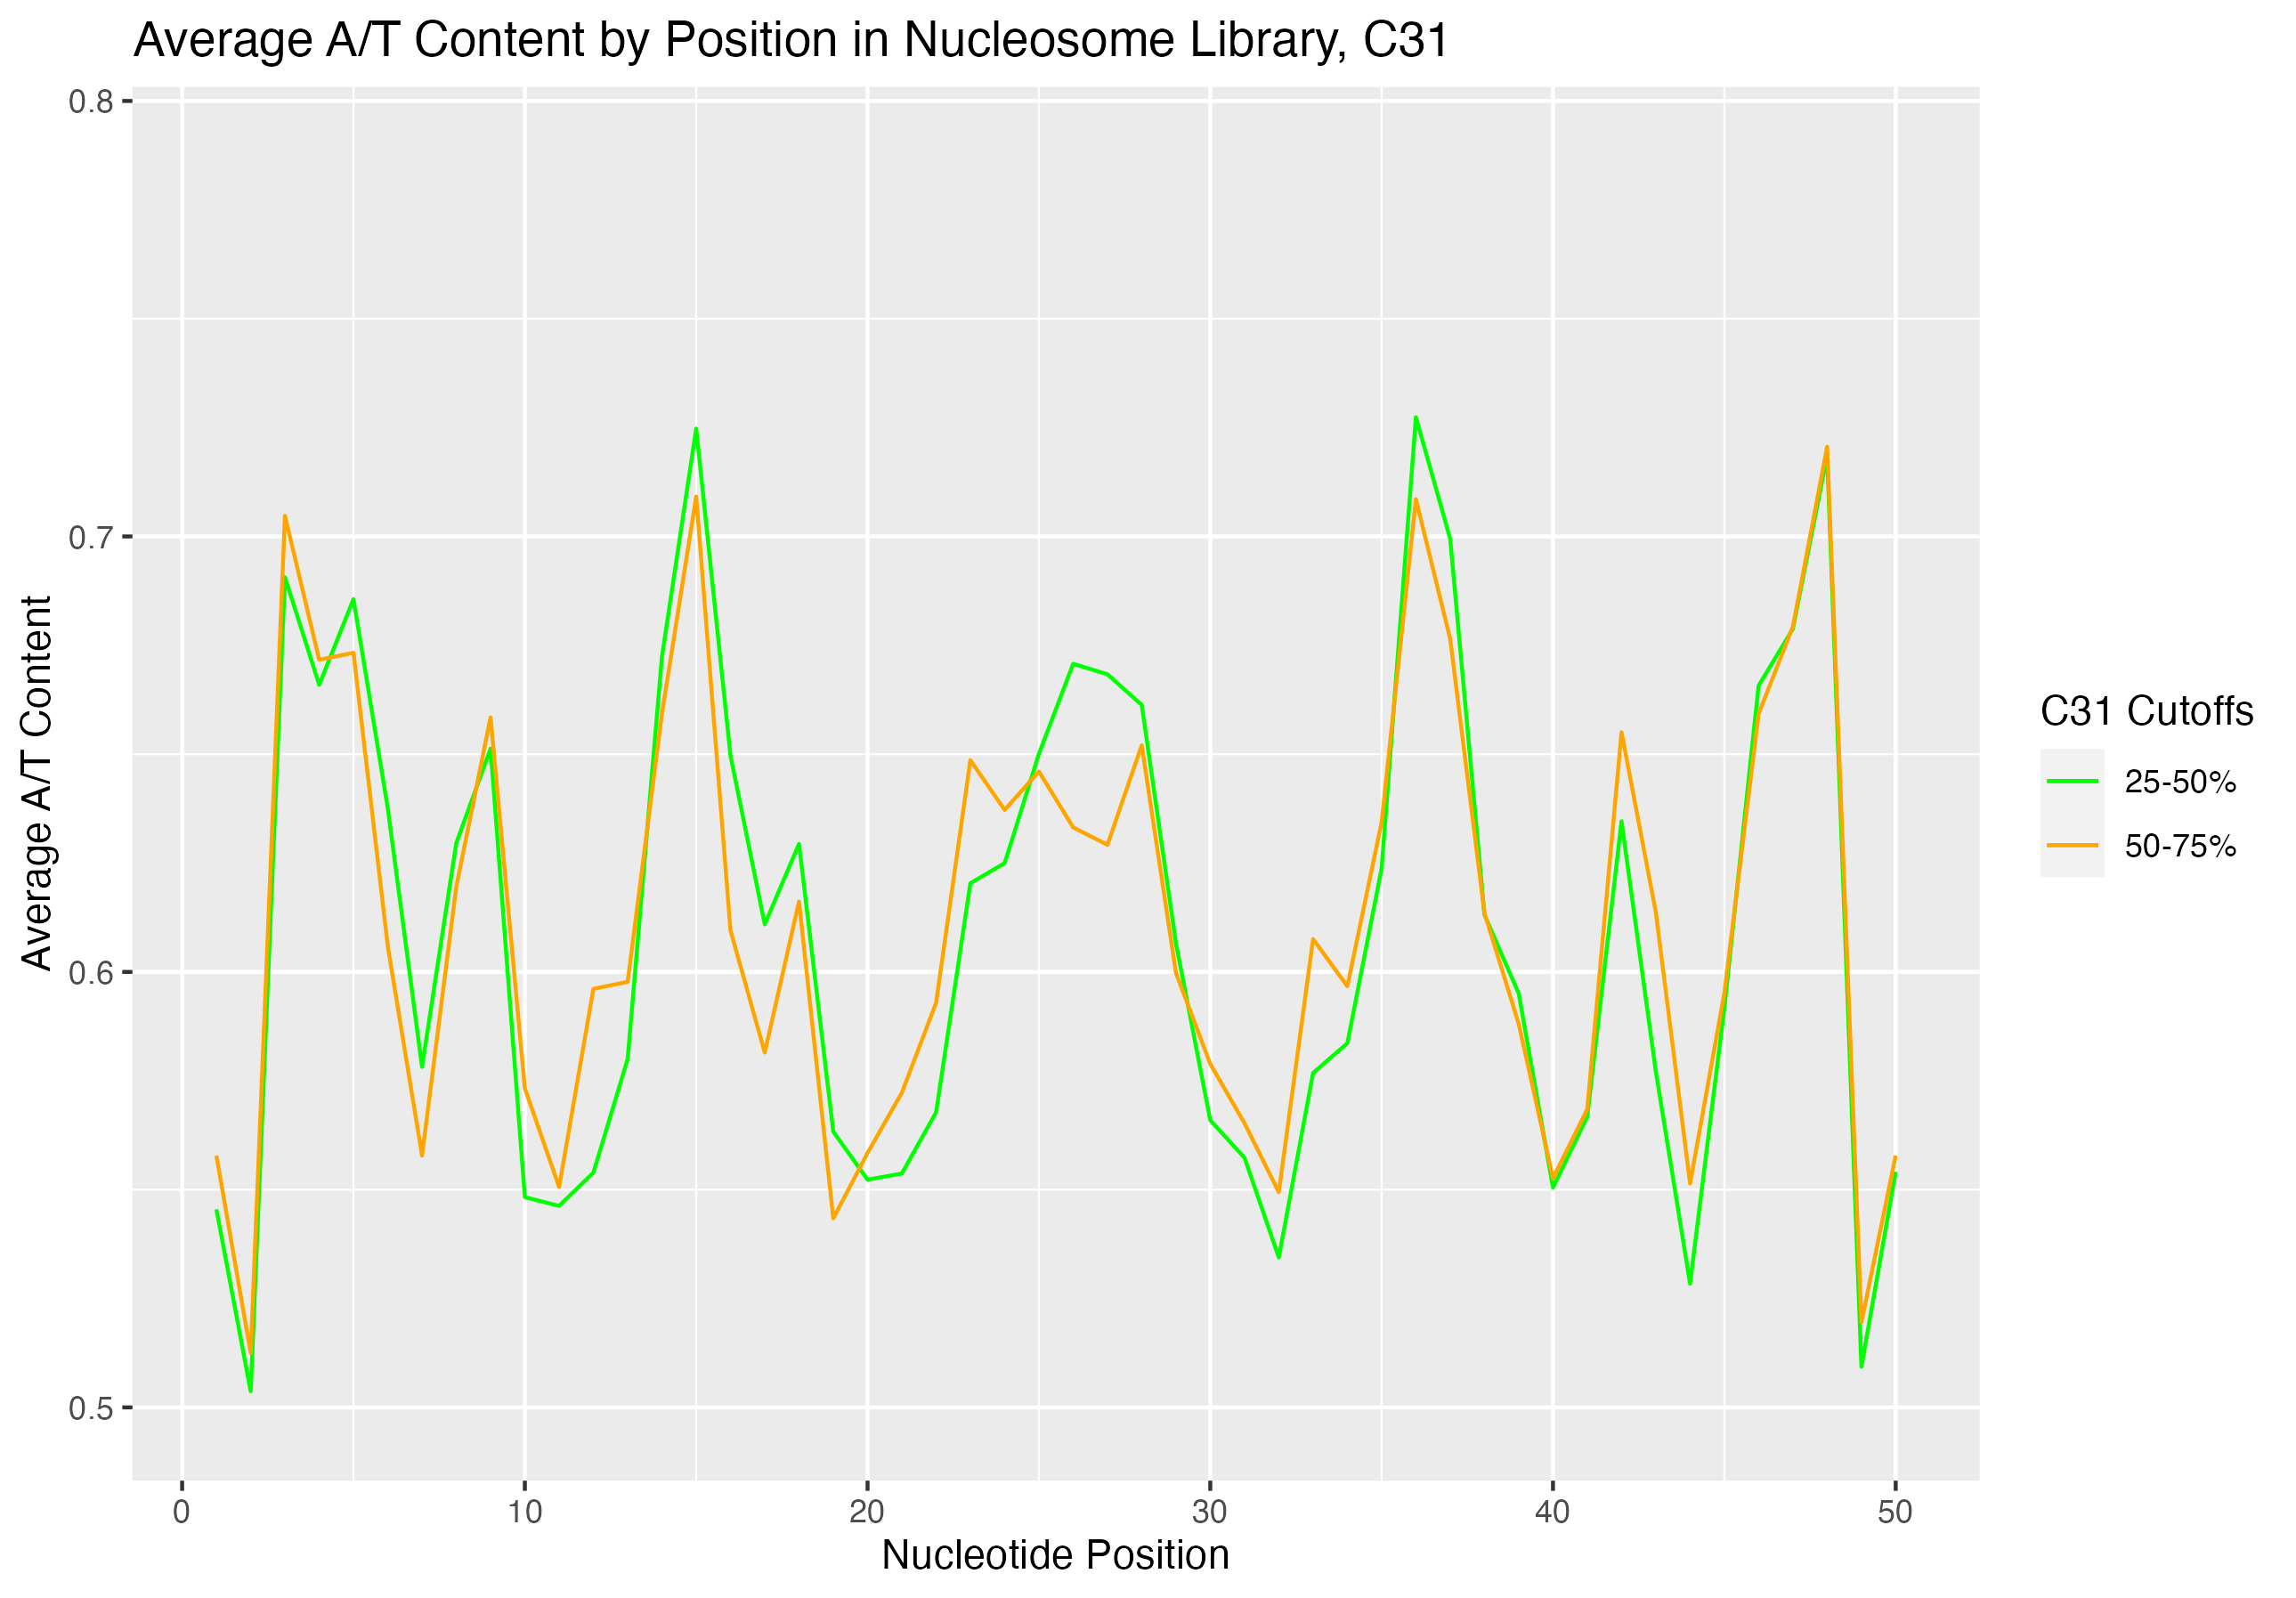 Average A/T Content by Position in Nucleosome Library, C31
0.8
0.7
0.6
0.5
Average A/T Content
0 10 20 30 40 50
Nucleotide Position
C31 Cutoffs
25-50%
50-75%